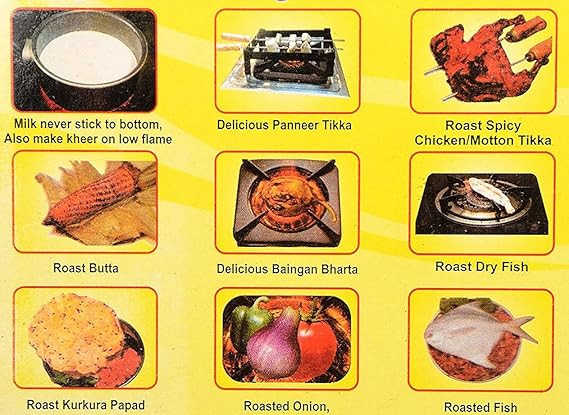 Milk never stick to bottom,
Also make kheer on low flame
Delicious Panneer Tikka
Roast Spicy
Chicken/Motton Tikka
Roast Butta
Delicious Baingan Bharta
Roast Dry Fish
Roast Kurkura Papad
Roasted Onion,
Roasted Fish